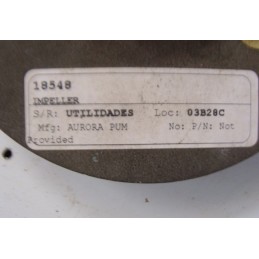 18548
IMPELLER
S/R: UTILIDADES Loc: 03B28C
Mfg: AURORA PUM No: P/N: Not
Provided